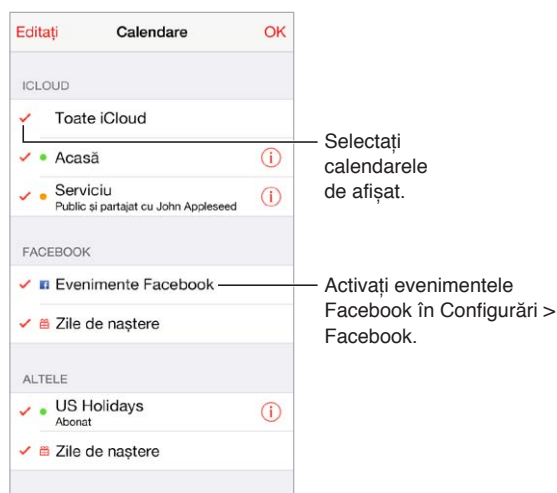 Editați Calendare OK
ICLOUD
Toate iCloud
Acasă
Serviciu
Public și partajat cu John Appleseed
FACEBOOK
Evenimente Facebook
Zile de naștere
ALTELE
US Holidays
Abonat
Zile de naștere
Selectați
calendarele
de afișat.
Activați evenimentele
Facebook în Configurări >
Facebook.